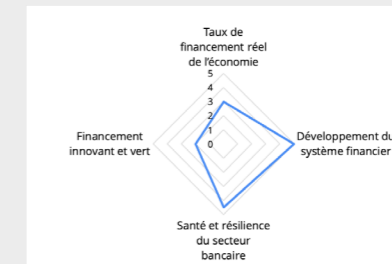 Taux de
financement réel
de l'économie
5
4
3
2
1
0
Financement
innovant et vert
Développement du
système financier
Santé et résilience
du secteur
bancaire